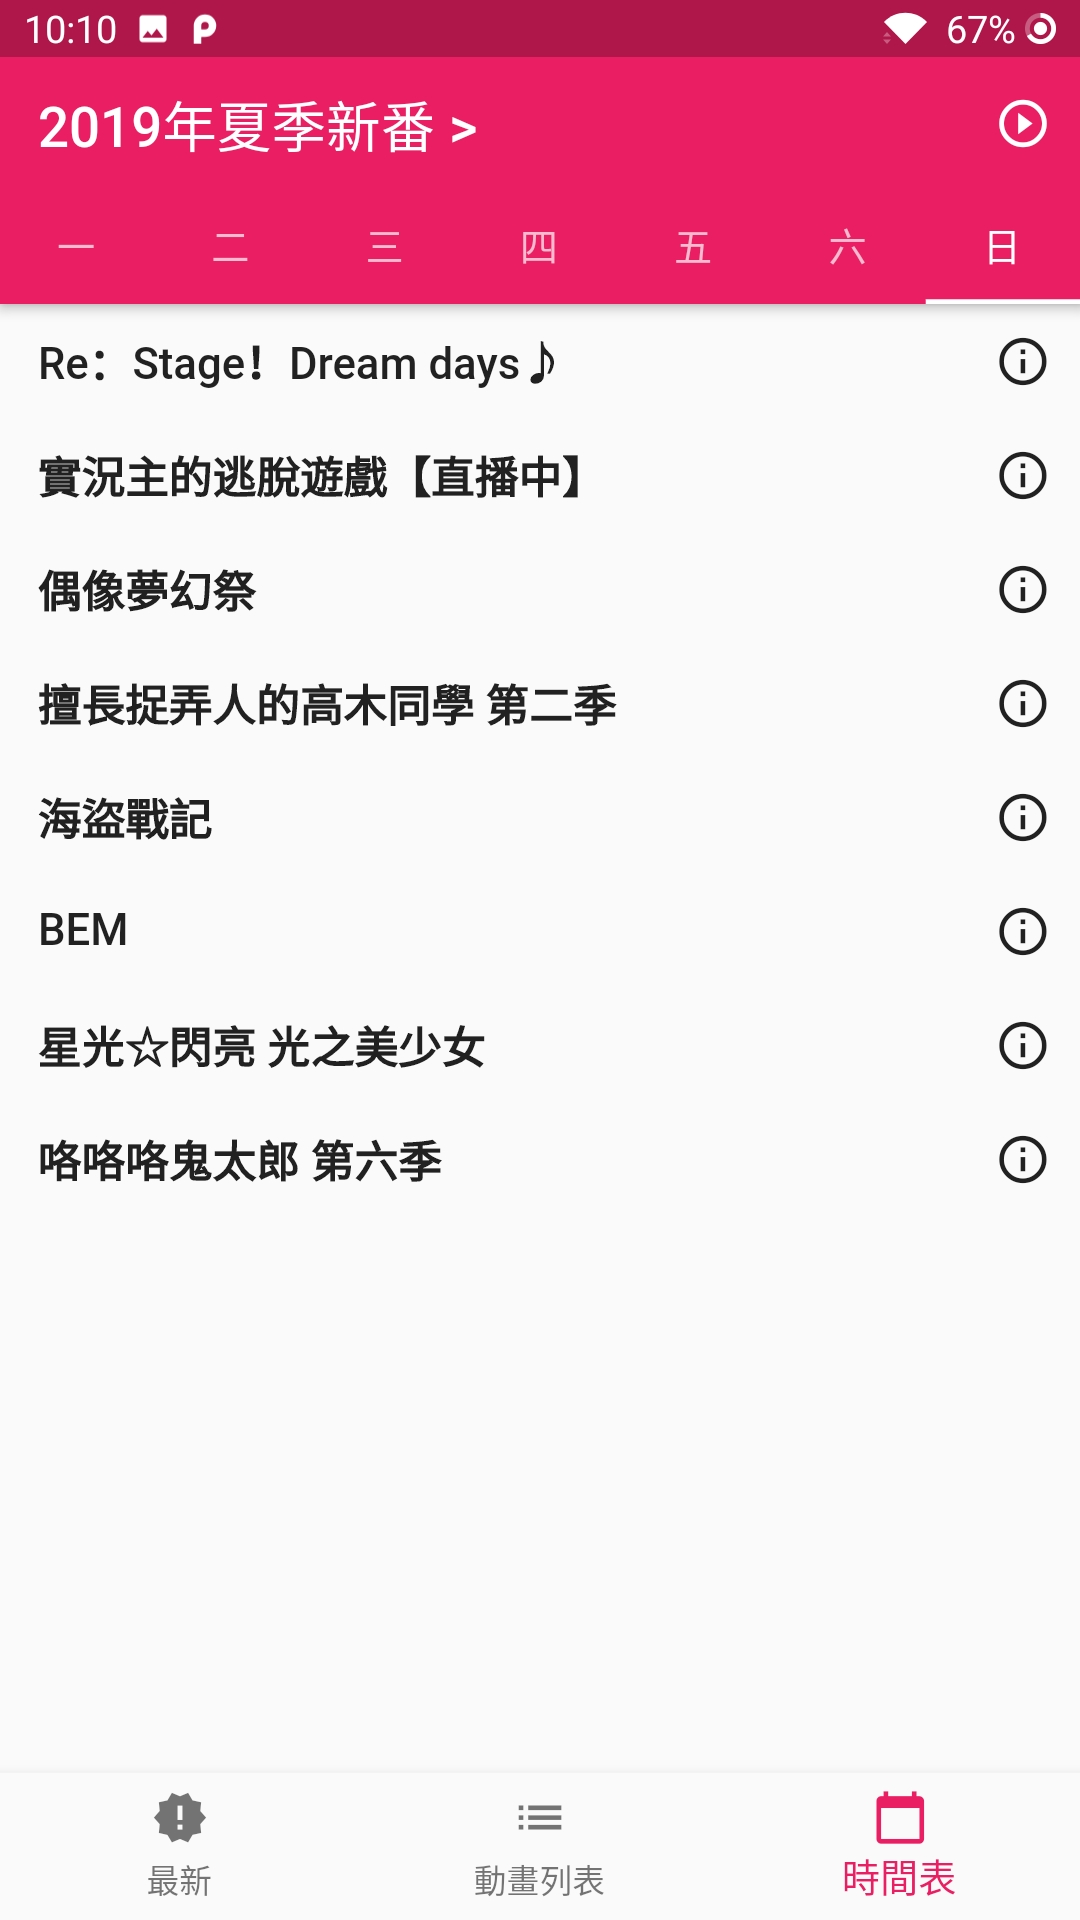 10:10 67%
2019年夏季新番 >
一 二 三 四 五 六 日
Re：Stage！Dream days♪
實況主的逃脫遊戲【直播中】
偶像夢幻祭
擅長捉弄人的高木同學 第二季
海盜戰記
BEM
星光☆閃亮 光之美少女
咯咯咯鬼太郎 第六季
最新 動畫列表 時間表